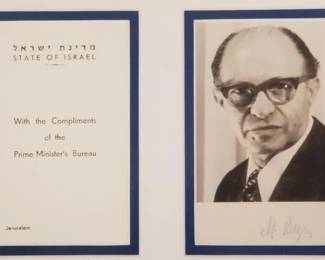 מדינת ישראל
STATE OF ISRAEL
With the Compliments
of the
Prime Minister's Bureau
Jerusalem